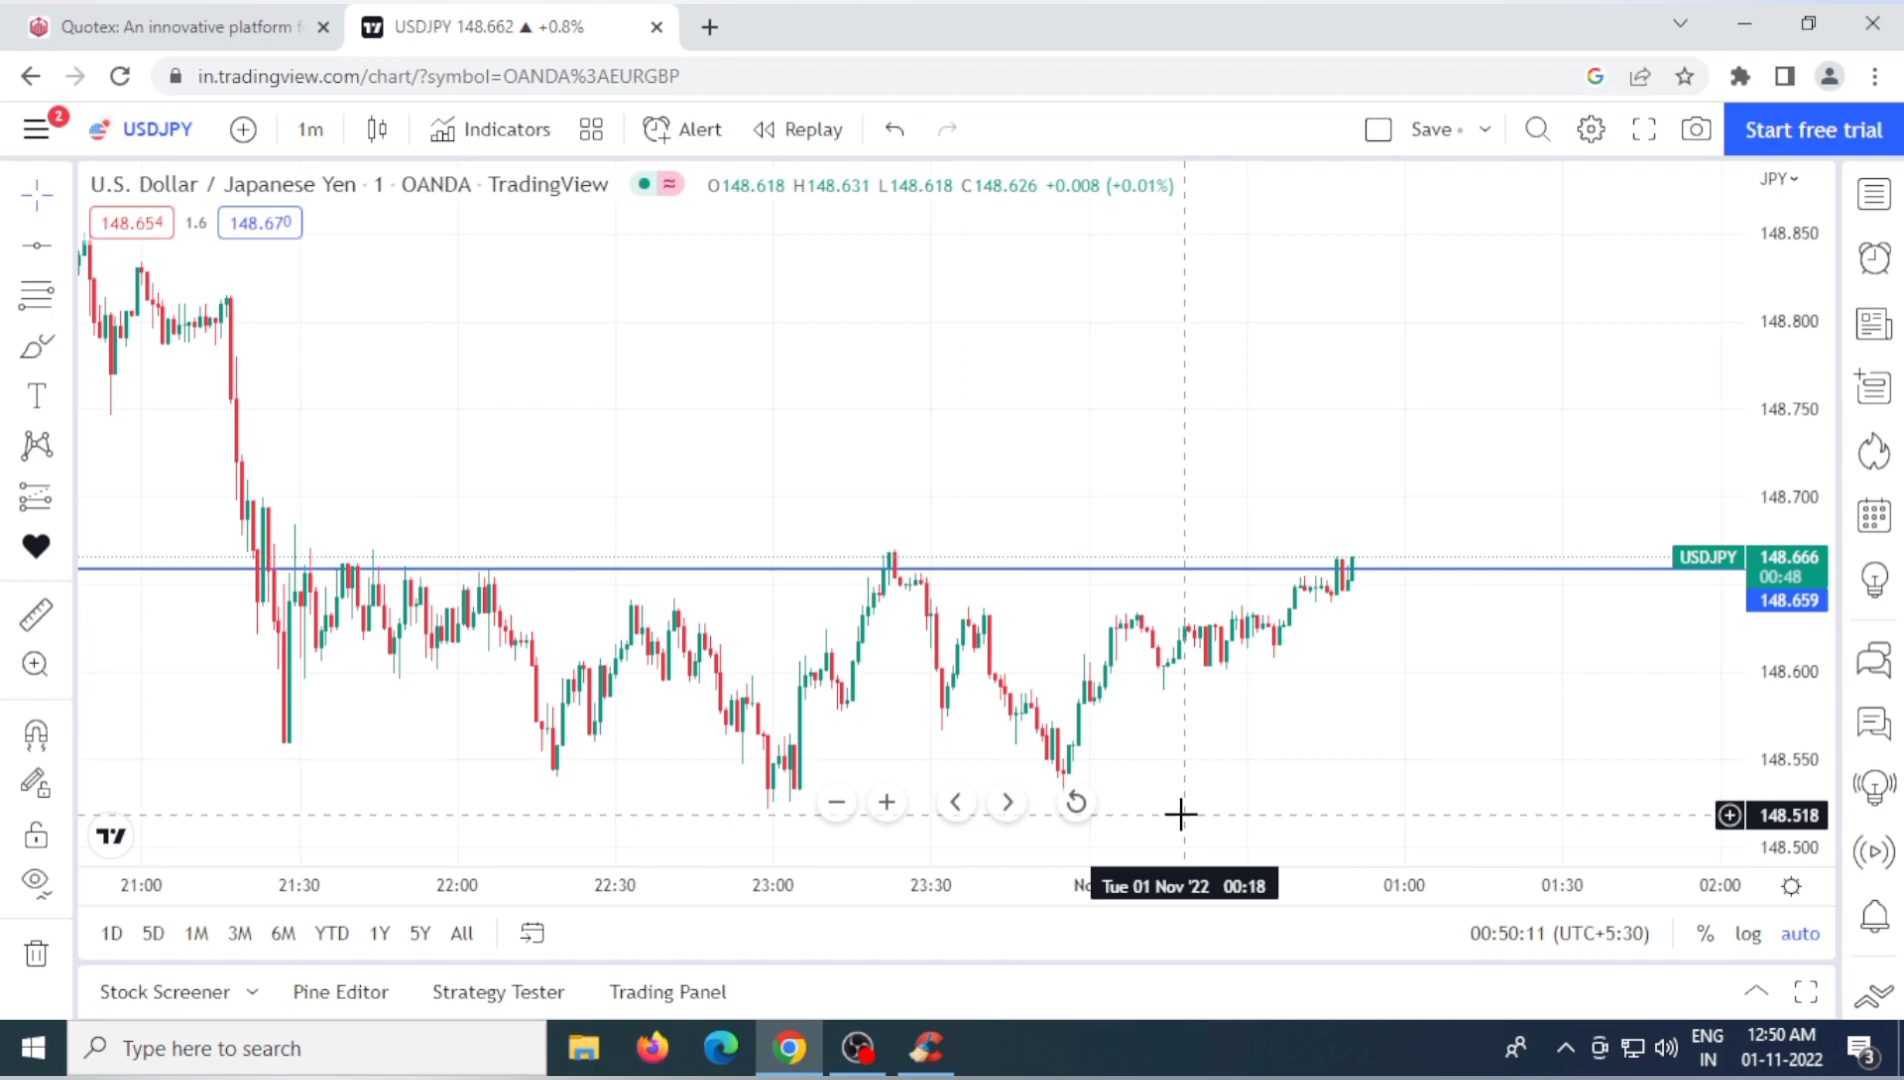 Quotex: An innovative platform f
USDJPY 148.662 ▲ +0.8%
in.tradingview.com/chart/?symbol=OANDA%3AEURGBP
2
USDJPY
1m
Indicators
Alert
Replay
Save
Start free trial
U.S. Dollar / Japanese Yen · 1 · OANDA · TradingView
O148.618 H148.631 L148.618 C148.626 +0.008 (+0.01%)
JPY
148.654 1.6 148.670
148.850
148.800
148.750
148.700
USDJPY 148.666
00:48
148.659
148.600
148.550
148.518
148.500
21:00 21:30 22:00 22:30 23:00 23:30 No Tue 01 Nov '22 00:18 01:00 01:30 02:00
1D 5D 1M 3M 6M YTD 1Y 5Y All
00:50:11 (UTC+5:30) % log auto
Stock Screener Pine Editor Strategy Tester Trading Panel
Type here to search
ENG
IN
12:50 AM
01-11-2022
3